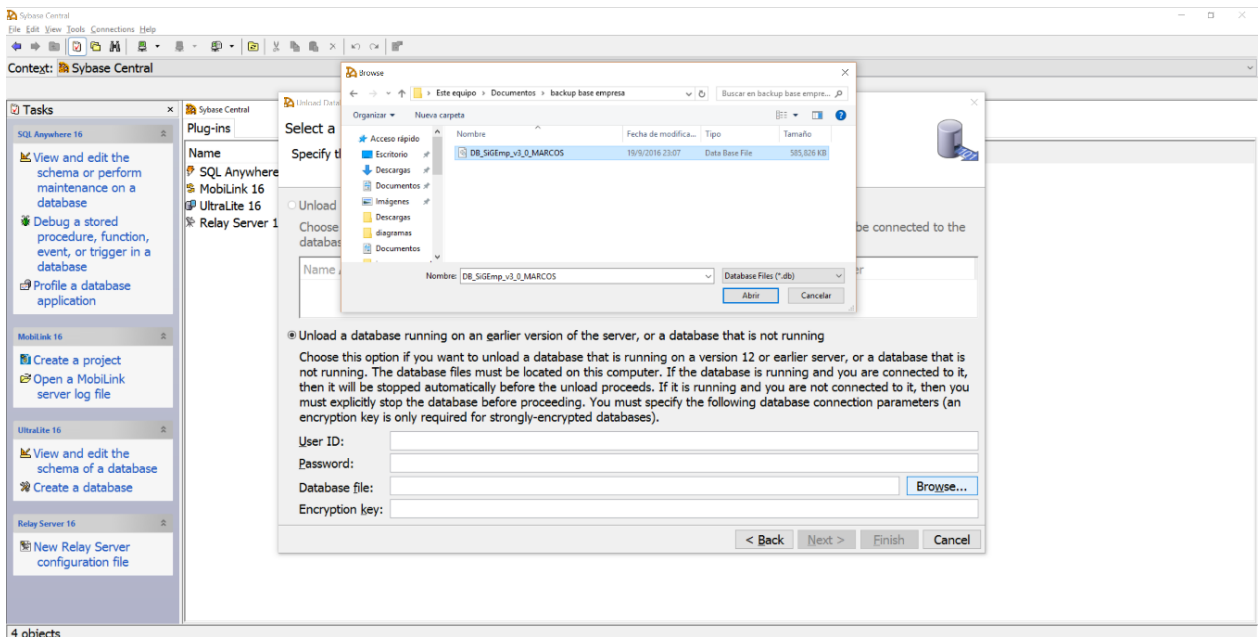 Sybase Central
File Edit View Tools Connections Help
Context: Sybase Central
Tasks
SQL Anywhere 16
View and edit the
schema or perform
maintenance on a
database
Debug a stored
procedure, function,
event, or trigger in a
database
Profile a database
application
MobiLink 16
Create a project
Open a MobiLink
server log file
UltraLite 16
View and edit the
schema of a database
Create a database
Relay Server 16
New Relay Server
configuration file
Sybase Central
Plug-ins
Name
SQL Anywhere
MobiLink 16
UltraLite 16
Relay Server 1
Unload Data
Select a
Specify th
Unload
Choose
be connected to the
databas
Name
er
Browse
Este equipo > Documentos > backup base empresa
Buscar en backup base empre...
Organizar
Nueva carpeta
Acceso rápido
Escritorio
Descargas
Documentos
Imágenes
Descargas
diagramas
Documentos
Nombre
Fecha de modifica...
Tipo
Tamaño
DB_SiGEmp_v3_0_MARCOS
19/9/2016 23:07
Data Base File
585,826 KB
Nombre: DB_SiGEmp_v3_0_MARCOS
Database Files (*.db)
Abrir
Cancelar
Unload a database running on an earlier version of the server, or a database that is not running
Choose this option if you want to unload a database that is running on a version 12 or earlier server, or a database that is
not running. The database files must be located on this computer. If the database is running and you are connected to it,
then it will be stopped automatically before the unload proceeds. If it is running and you are not connected to it, then you
must explicitly stop the database before proceeding. You must specify the following database connection parameters (an
encryption key is only required for strongly-encrypted databases).
User ID:
Password:
Database file:
Browse...
Encryption key:
< Back
Next >
Finish
Cancel
4 objects